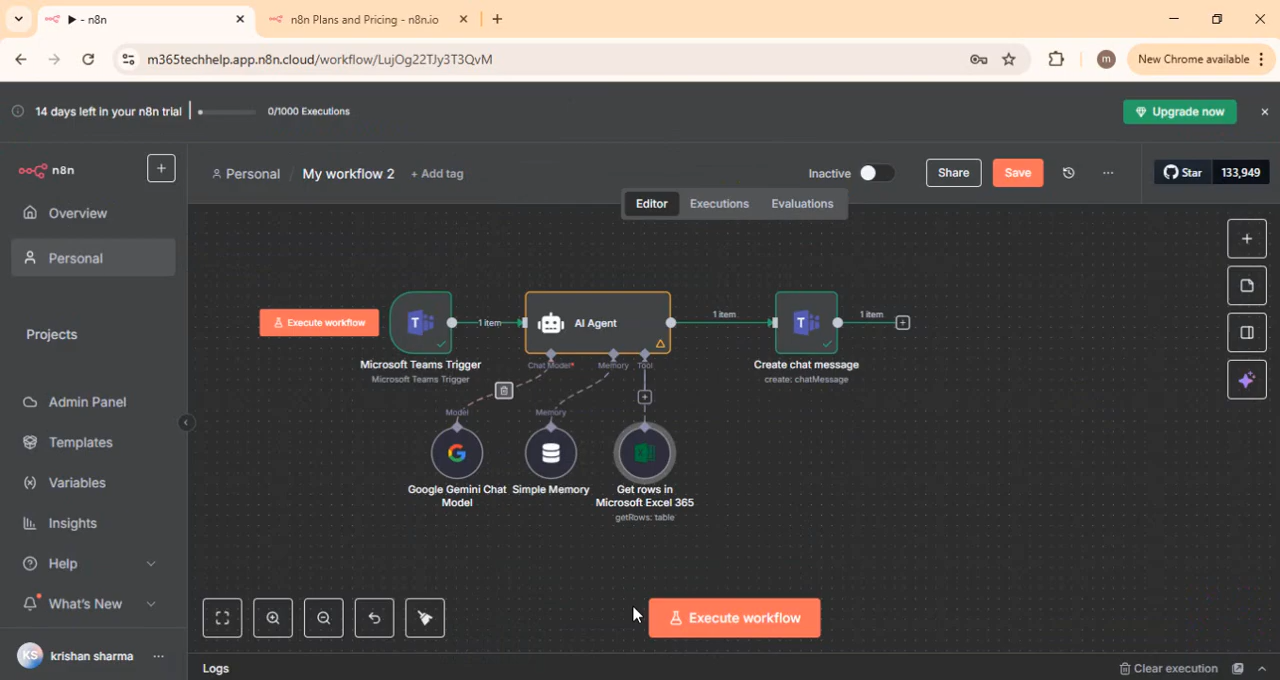 - n8n
n8n Plans and Pricing - n8n.io
m365techhelp.app.n8n.cloud/workflow/LujOg22TJy3T3QvM
m
New Chrome available
14 days left in your n8n trial
0/1000 Executions
Upgrade now
n8n
Personal / My workflow 2 + Add tag
Inactive
Share
Save
Star 133,949
Editor
Executions
Evaluations
Overview
Personal
Projects
Admin Panel
Templates
Variables
Insights
Help
What's New
KS krishan sharma
Execute workflow
1 item
AI Agent
1 item
1 item
Microsoft Teams Trigger
Microsoft Teams Trigger
Chat Model*
Memory
Tool
Create chat message
create: chatMessage
Model
Memory
Google Gemini Chat
Model
Simple Memory
Get rows in
Microsoft Excel 365
getRows: table
Execute workflow
Logs
Clear execution